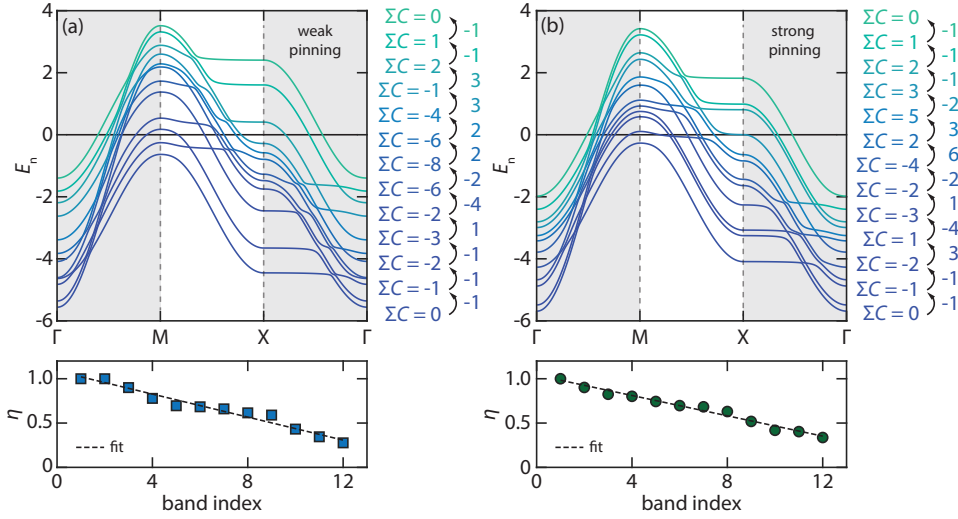 (a)
weak
pinning
E_n
4
2
0
-2
-4
-6
Γ
M
X
Γ
ΣC = 0
ΣC = 1
ΣC = 2
ΣC = -1
ΣC = -4
ΣC = -6
ΣC = -8
ΣC = -6
ΣC = -2
ΣC = -3
ΣC = -2
ΣC = -1
ΣC = 0
-1
-1
3
3
2
2
-2
-4
1
-1
-1
-1
(b)
strong
pinning
E_n
4
2
0
-2
-4
-6
Γ
M
X
Γ
ΣC = 0
ΣC = 1
ΣC = 2
ΣC = 3
ΣC = 5
ΣC = 2
ΣC = -4
ΣC = -2
ΣC = -3
ΣC = 1
ΣC = -2
ΣC = -1
ΣC = 0
-1
-1
-1
-2
3
6
-2
1
-4
3
-1
-1
η
1.0
0.5
0
fit
0
4
8
12
band index
η
1.0
0.5
0
fit
0
4
8
12
band index